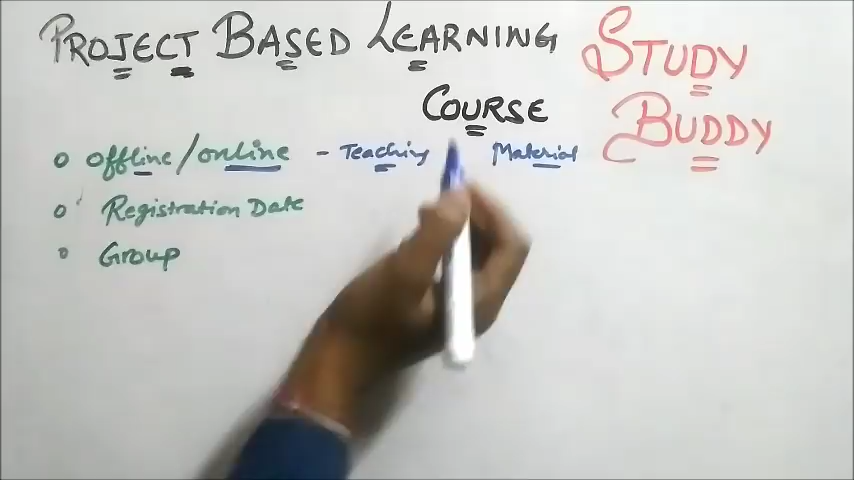 PROJECT BASED LEARNING
COURSE
STUDY
BUDDY
o Offline/online - Teaching Material
o Registration Date
o Group